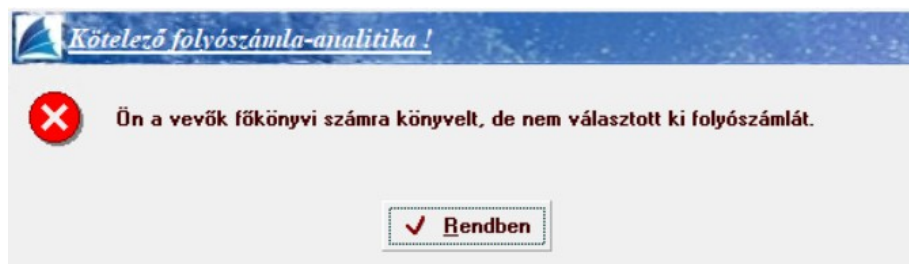 Kötelező folyószámla-analitika !
Ön a vevők főkönyvi számra könyvelt, de nem választott ki folyószámlát.
Rendben